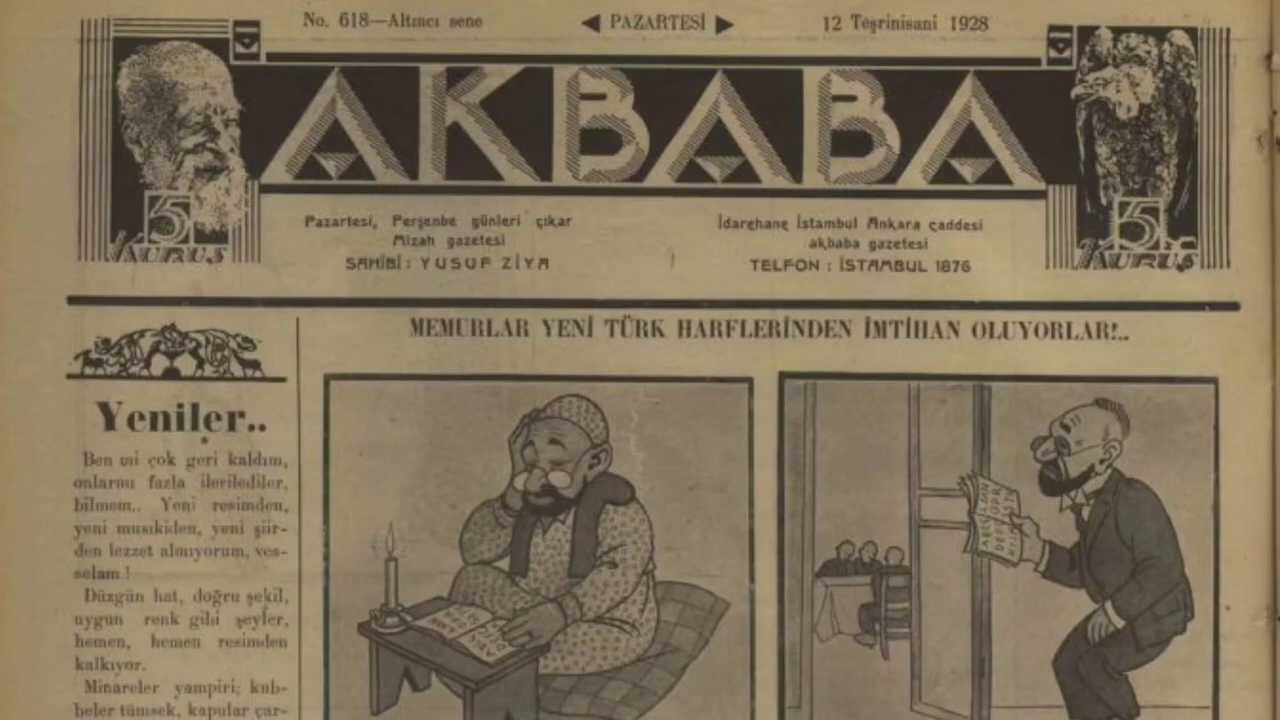 No. 618—Altıncı sene
◀ PAZARTESİ ▶
12 Teşrinisani 1928
AKBABA
5
KURUŞ
5
KURUŞ
Pazartesi, Perşenbe günleri çıkar
Mizah gazetesi
SAHİBİ: YUSUF ZİYA
İdarehane İstambul Ankara caddesi
akbaba gazetesi
TELFON : İSTAMBUL 1876
MEMURLAR YENİ TÜRK HARFLERİNDEN İMTİHAN OLUYORLAR!..
Yeniler..
Ben mi çok geri kaldım,
onlarmı fazla ilerilediler,
bilmem.. Yeni resimden,
yeni musıkiden, yeni şiir-
den lezzet almıyorum, ves-
selam !
Düzgün hat, doğru şekil,
uygun renk gibi şeyler,
hemen, hemen resimden
kalkıyor.
Minareler yampiri; kub-
beler tümsek, kapular çar-